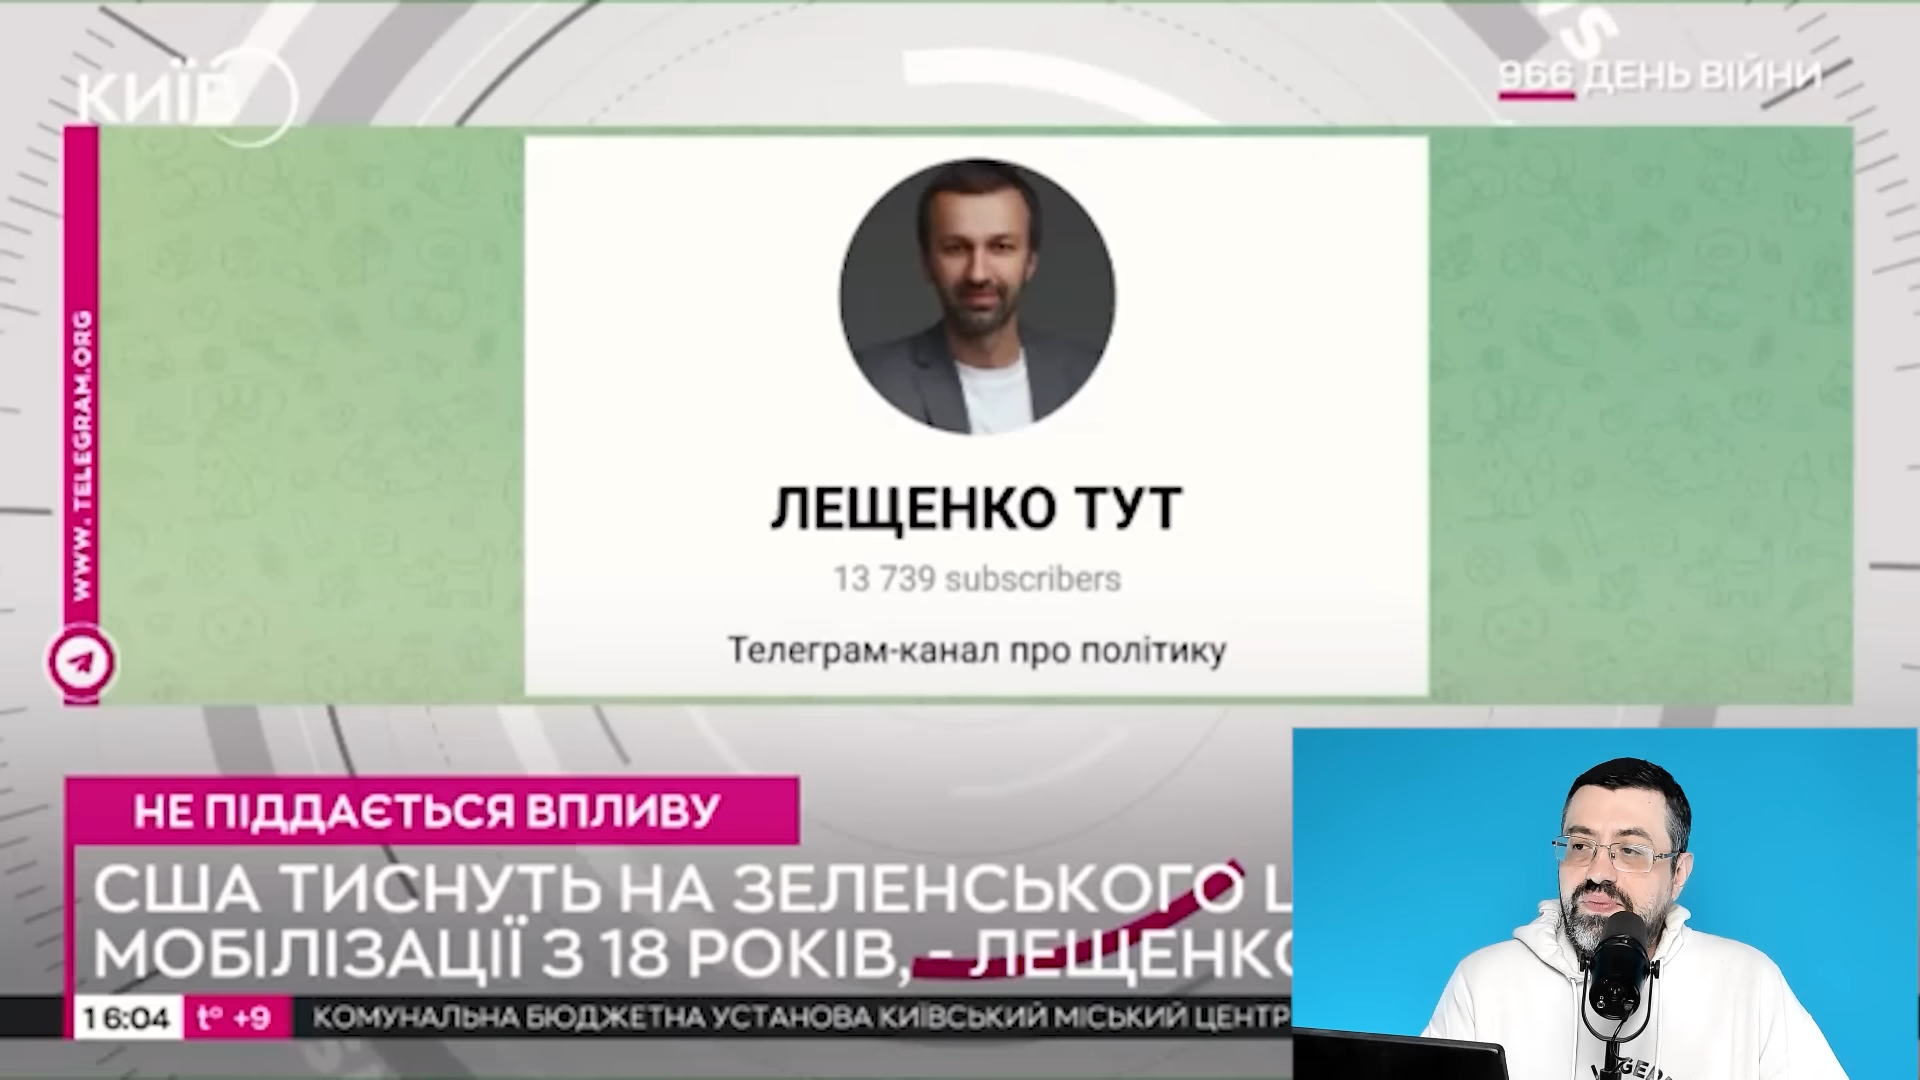 КИЇВ
966 ДЕНЬ ВІЙНИ
WWW. TELEGRAM.ORG
ЛЕЩЕНКО ТУТ
13 739 subscribers
Телеграм-канал про політику
НЕ ПІДДАЄТЬСЯ ВПЛИВУ
США ТИСНУТЬ НА ЗЕЛЕНСЬКОГО
МОБІЛІЗАЦІЇ З 18 РОКІВ, - ЛЕЩЕНКО
16:04 t° +9 КОМУНАЛЬНА БЮДЖЕТНА УСТАНОВА КИЇВСЬКИЙ МІСЬКИЙ ЦЕНТР